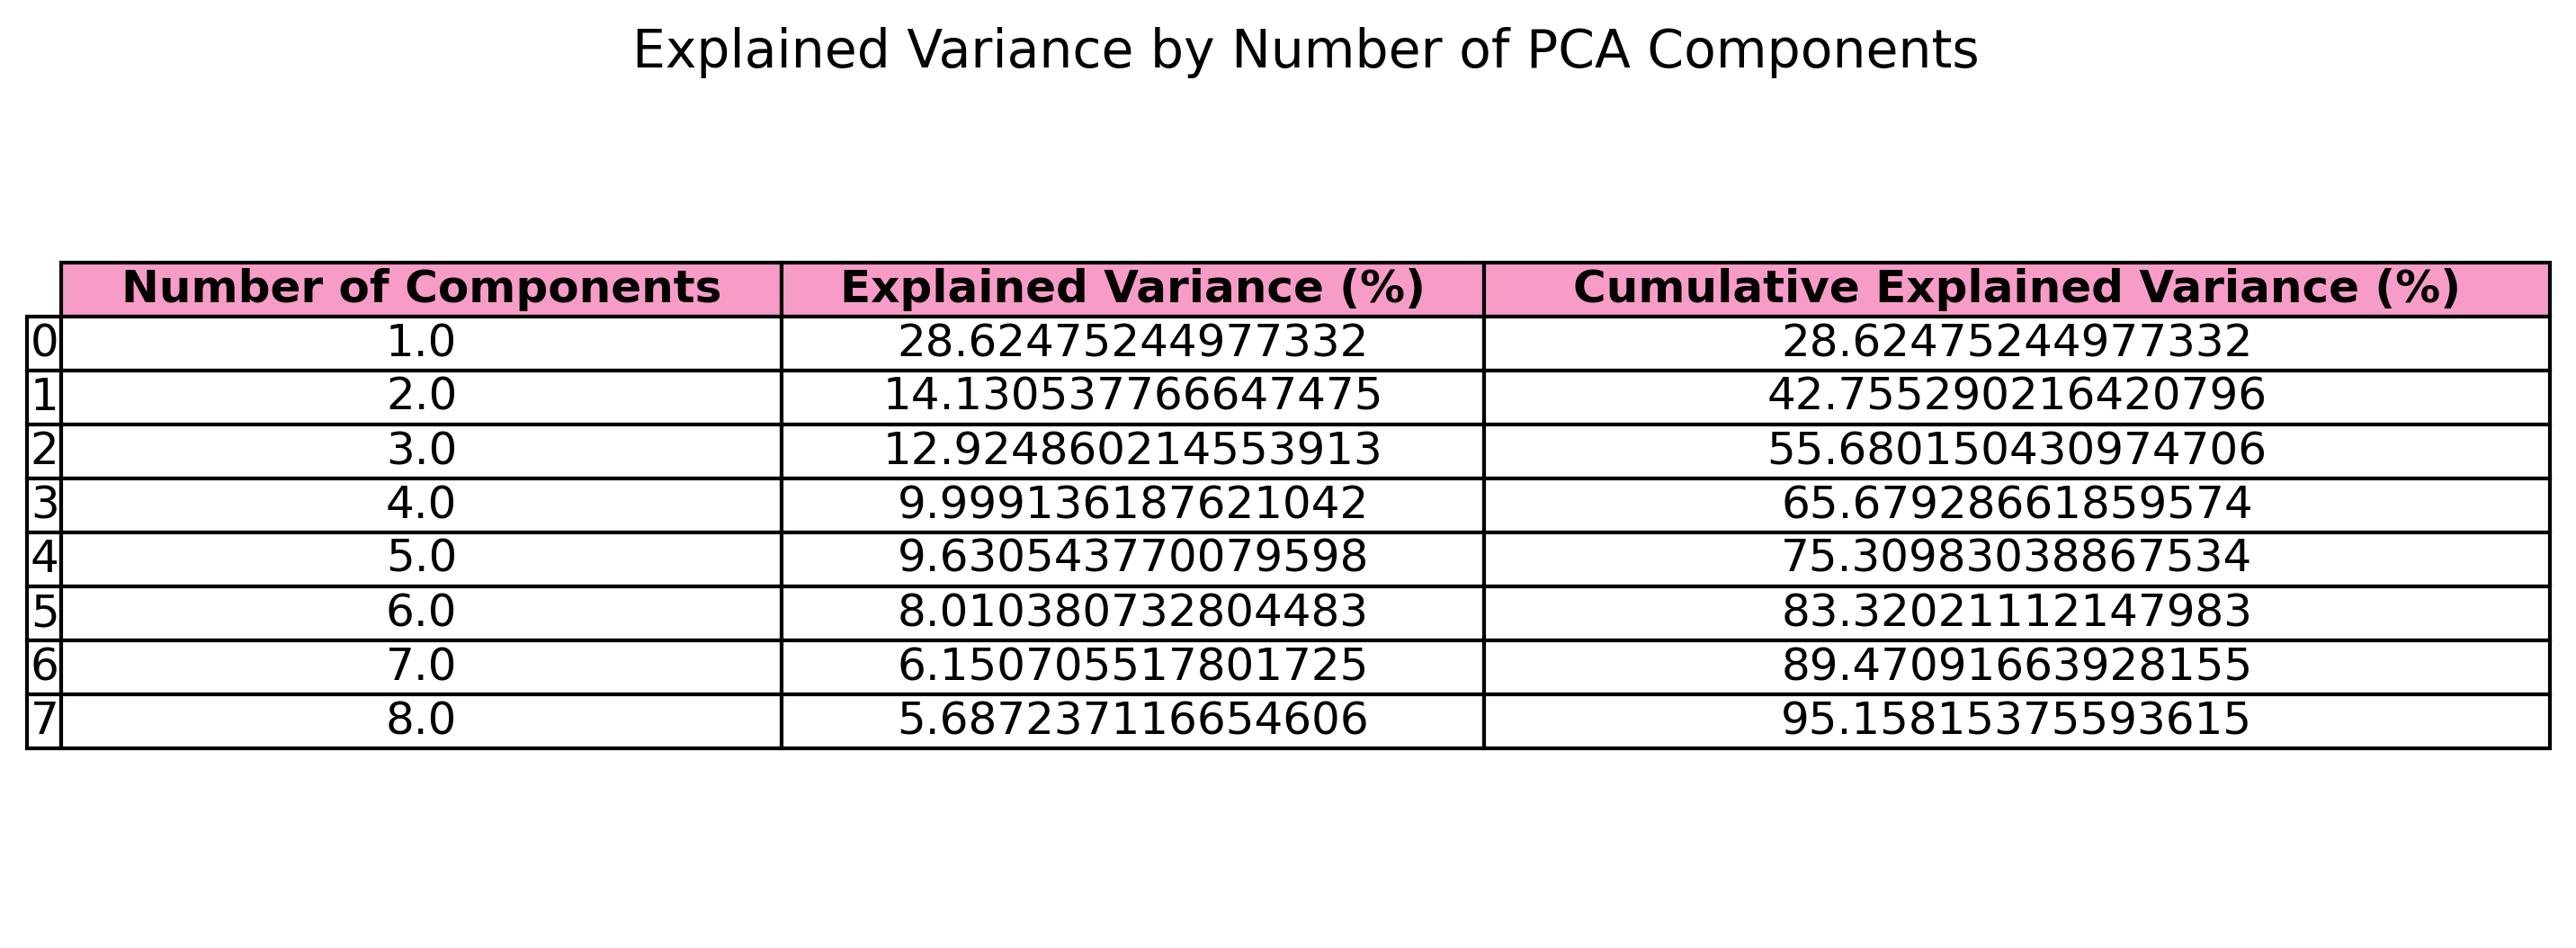 Explained Variance by Number of PCA Components
Number of Components Explained Variance (%) Cumulative Explained Variance (%)
0 1.0 28.62475244977332 28.62475244977332
1 2.0 14.130537766647475 42.755290216420796
2 3.0 12.924860214553913 55.680150430974706
3 4.0 9.999136187621042 65.67928661859574
4 5.0 9.630543770079598 75.30983038867534
5 6.0 8.010380732804483 83.32021112147983
6 7.0 6.150705517801725 89.47091663928155
7 8.0 5.687237116654606 95.15815375593615